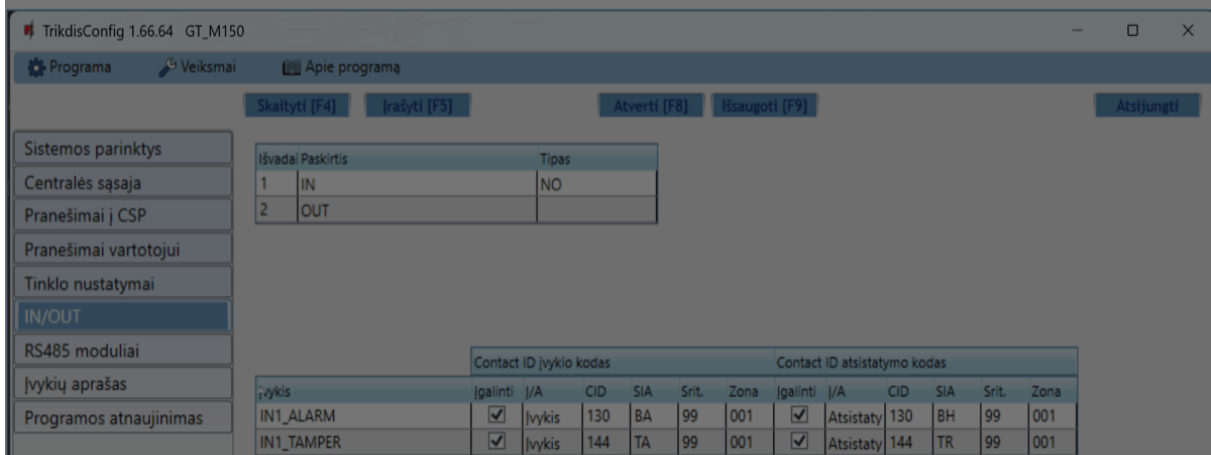 TrikdisConfig 1.66.64 GT_M150
Programa Veiksmai Apie programą
Skaityti [F4] Įrašyti [F5] Atverti [F8] Išsaugoti [F9] Atsijungti
Sistemos parinktys
Centralės sąsaja
Pranešimai į CSP
Pranešimai vartotojui
Tinklo nustatymai
IN/OUT
RS485 moduliai
Įvykių aprašas
Programos atnaujinimas
Išvadai Paskirtis Tipas
1 IN NO
2 OUT
Contact ID įvykio kodas Contact ID atsistatymo kodas
Įvykis Įgalinti Į/A CID SIA Srit. Zona Įgalinti Į/A CID SIA Srit. Zona
IN1_ALARM Įvykis 130 BA 99 001 Atsistaty 130 BH 99 001
IN1_TAMPER Įvykis 144 TA 99 001 Atsistaty 144 TR 99 001